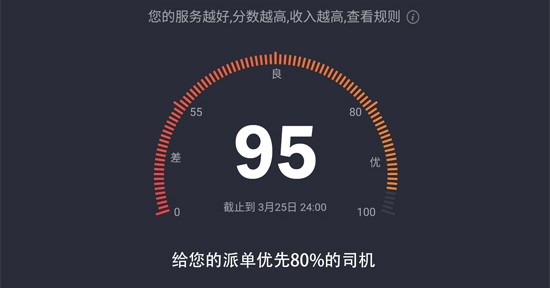 您的服务越好,分数越高,收入越高,查看规则 ⓘ
良
55
80
95
差
优
截止到 3月25日 24:00
0
100
给您的派单优先80%的司机